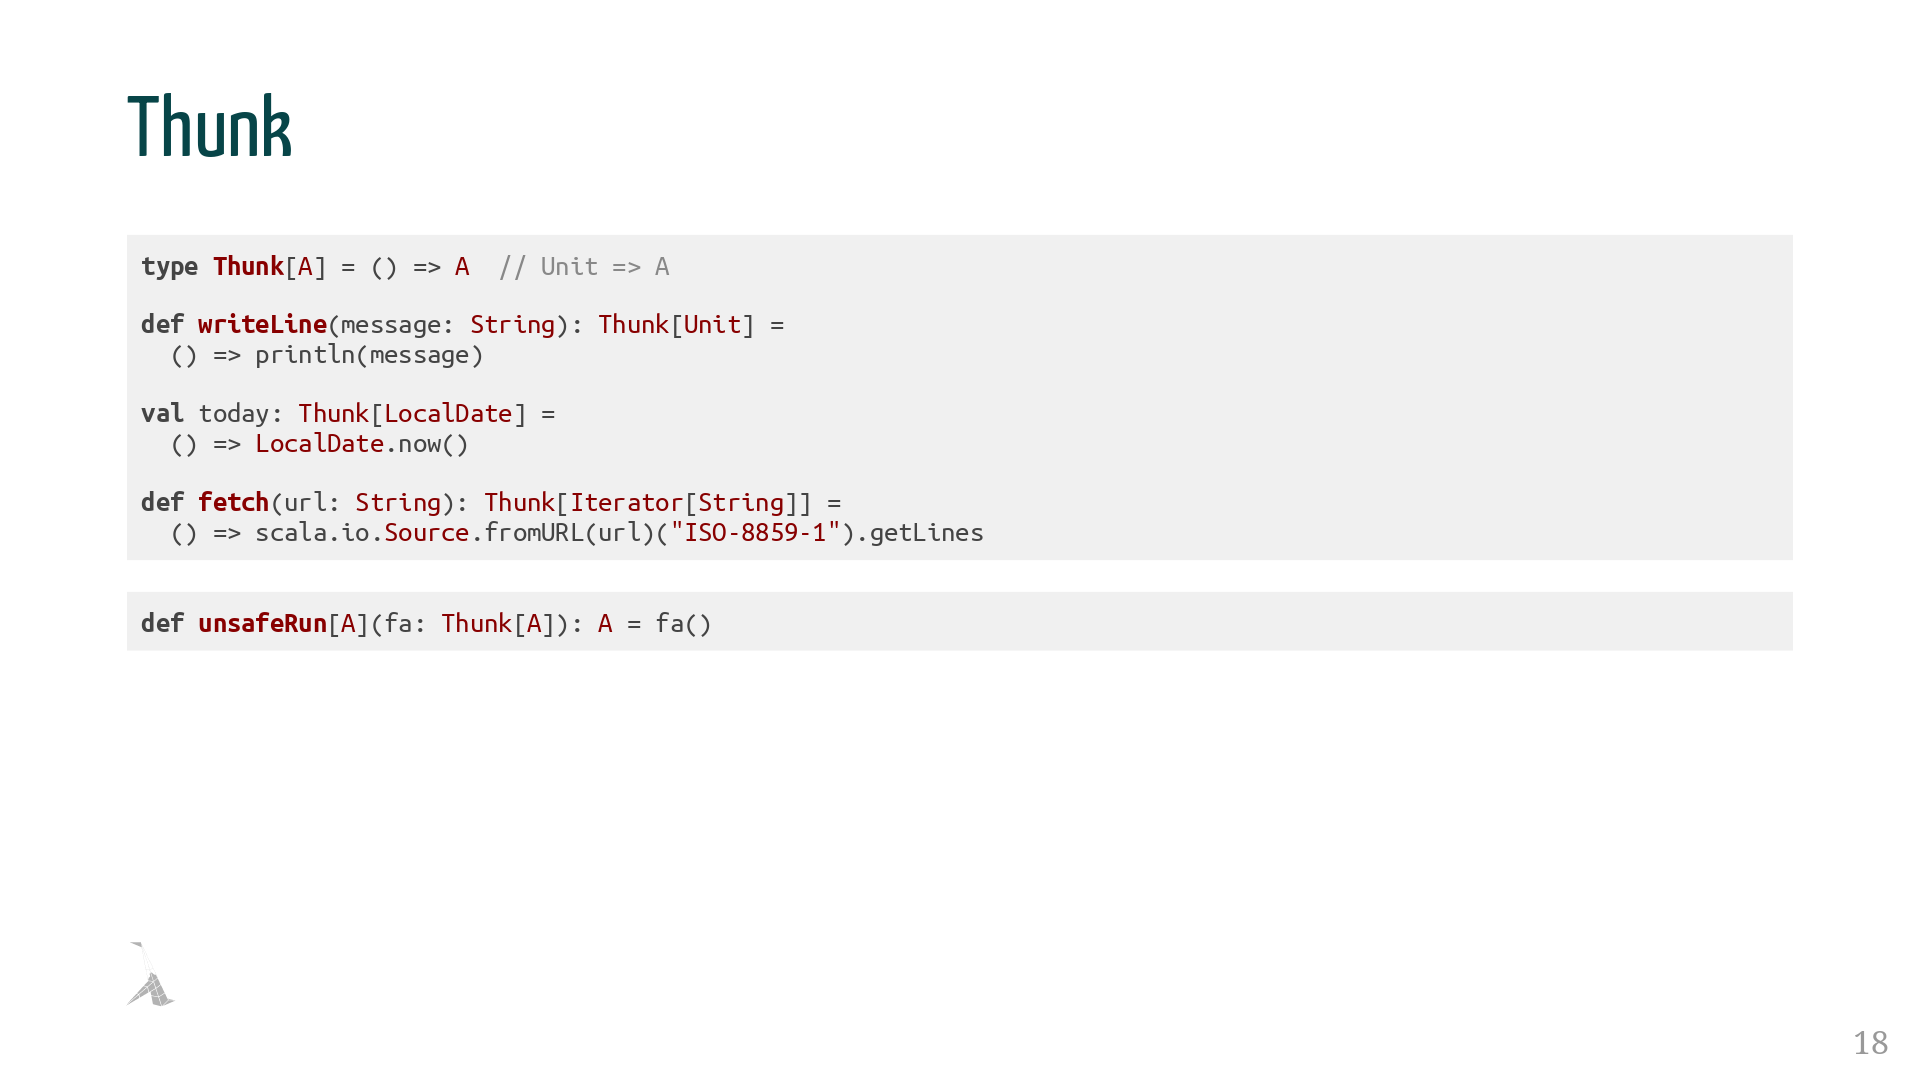 Thunk
type Thunk[A] = () => A  // Unit => A
def writeLine(message: String): Thunk[Unit] =
  () => println(message)
val today: Thunk[LocalDate] =
  () => LocalDate.now()
def fetch(url: String): Thunk[Iterator[String]] =
  () => scala.io.Source.fromURL(url)("ISO-8859-1").getLines
def unsafeRun[A](fa: Thunk[A]): A = fa()
18